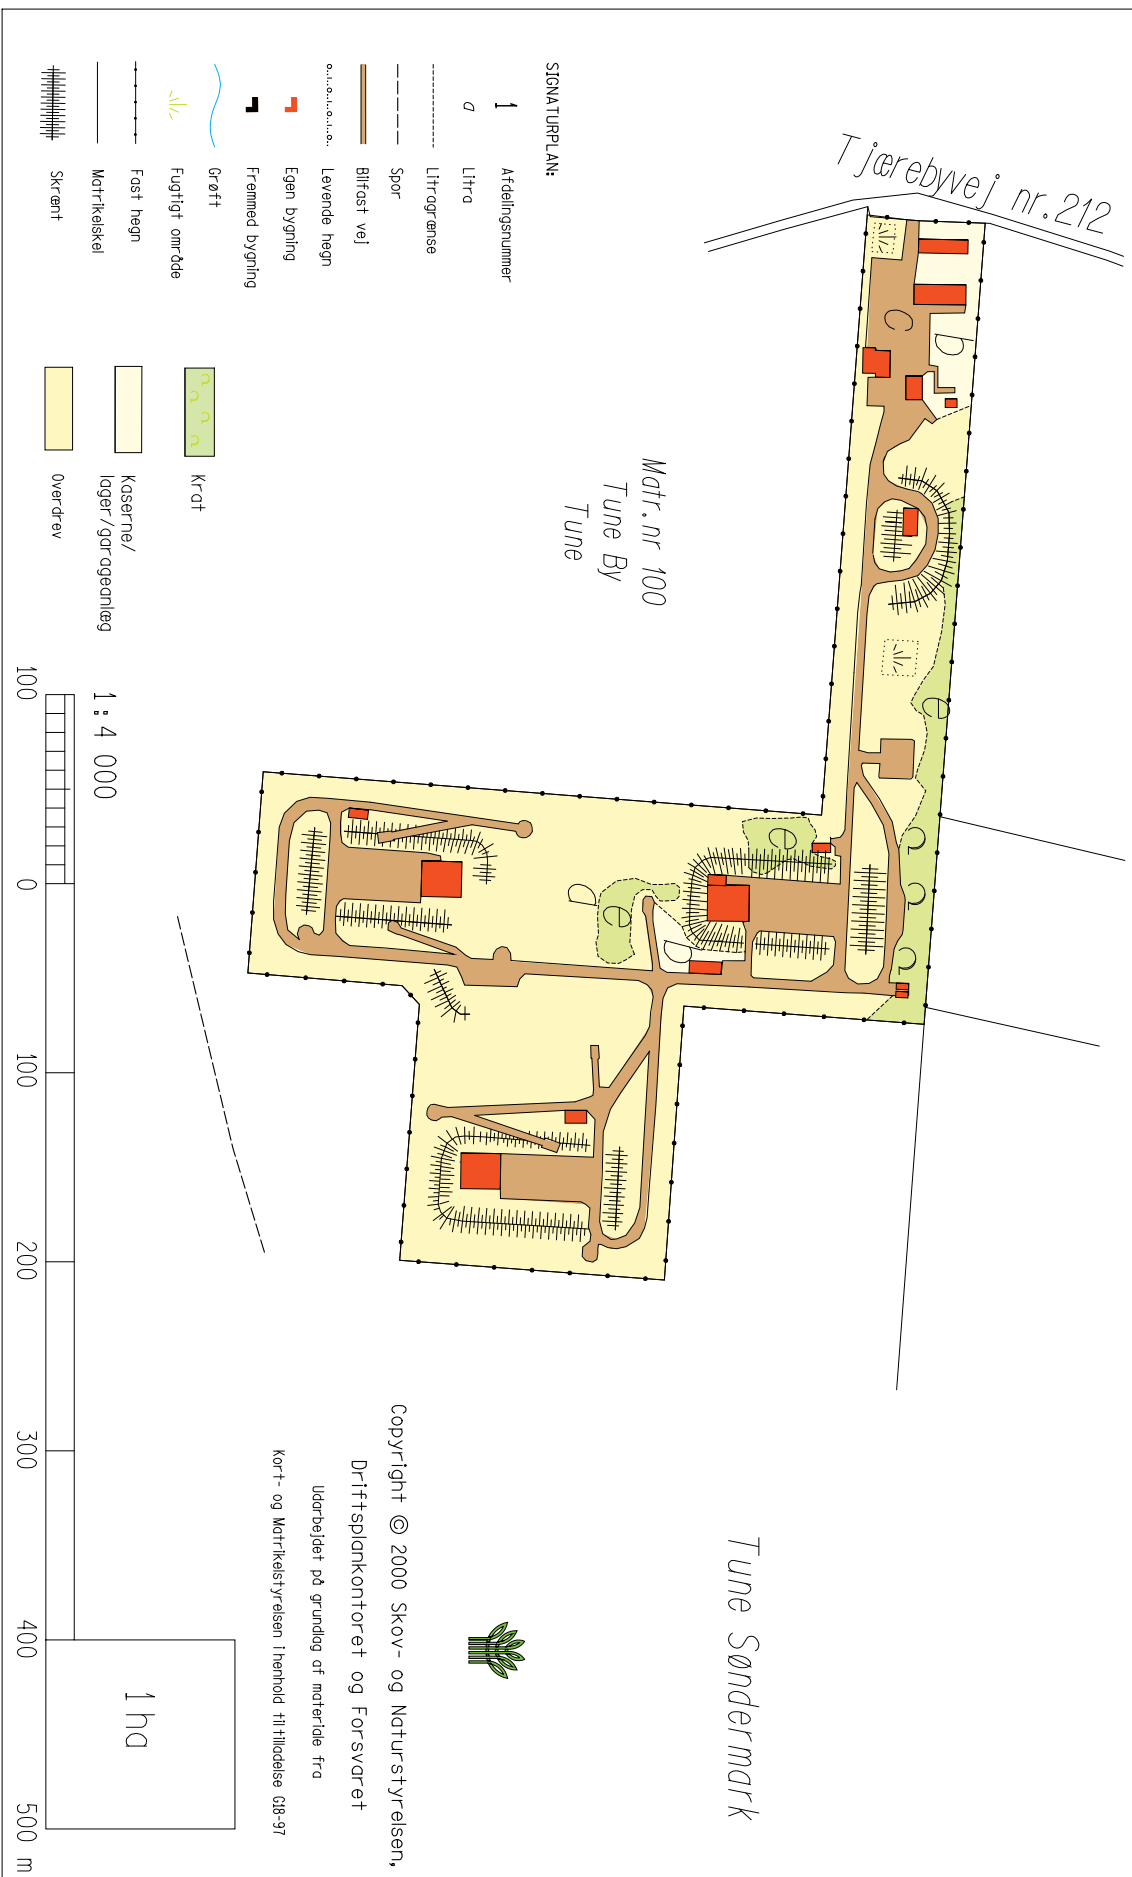 Tjærebyvej nr. 212
b
c
e
e
a
e
b
Matr. nr 100
Tune By
Tune
Tune Søndermark
SIGNATURPLAN:
1 Afdelingsnummer
a Litra
Litragrænse
Spor
Bilfast vej
Levende hegn
Egen bygning
Fremmed bygning
Grøft
Fugtigt område
Fast hegn
Matrikelskel
Skrænt
Krat
Kaserne/
lager/garageanlæg
Overdrev
1 : 4 000
100 0 100 200 300 400 500 m
1 ha
Copyright © 2000 Skov- og Naturstyrelsen,
Driftsplankontoret og Forsvaret
Udarbejdet på grundlag af materiale fra
Kort- og Matrikelstyrelsen i henhold til tilladelse G18-97